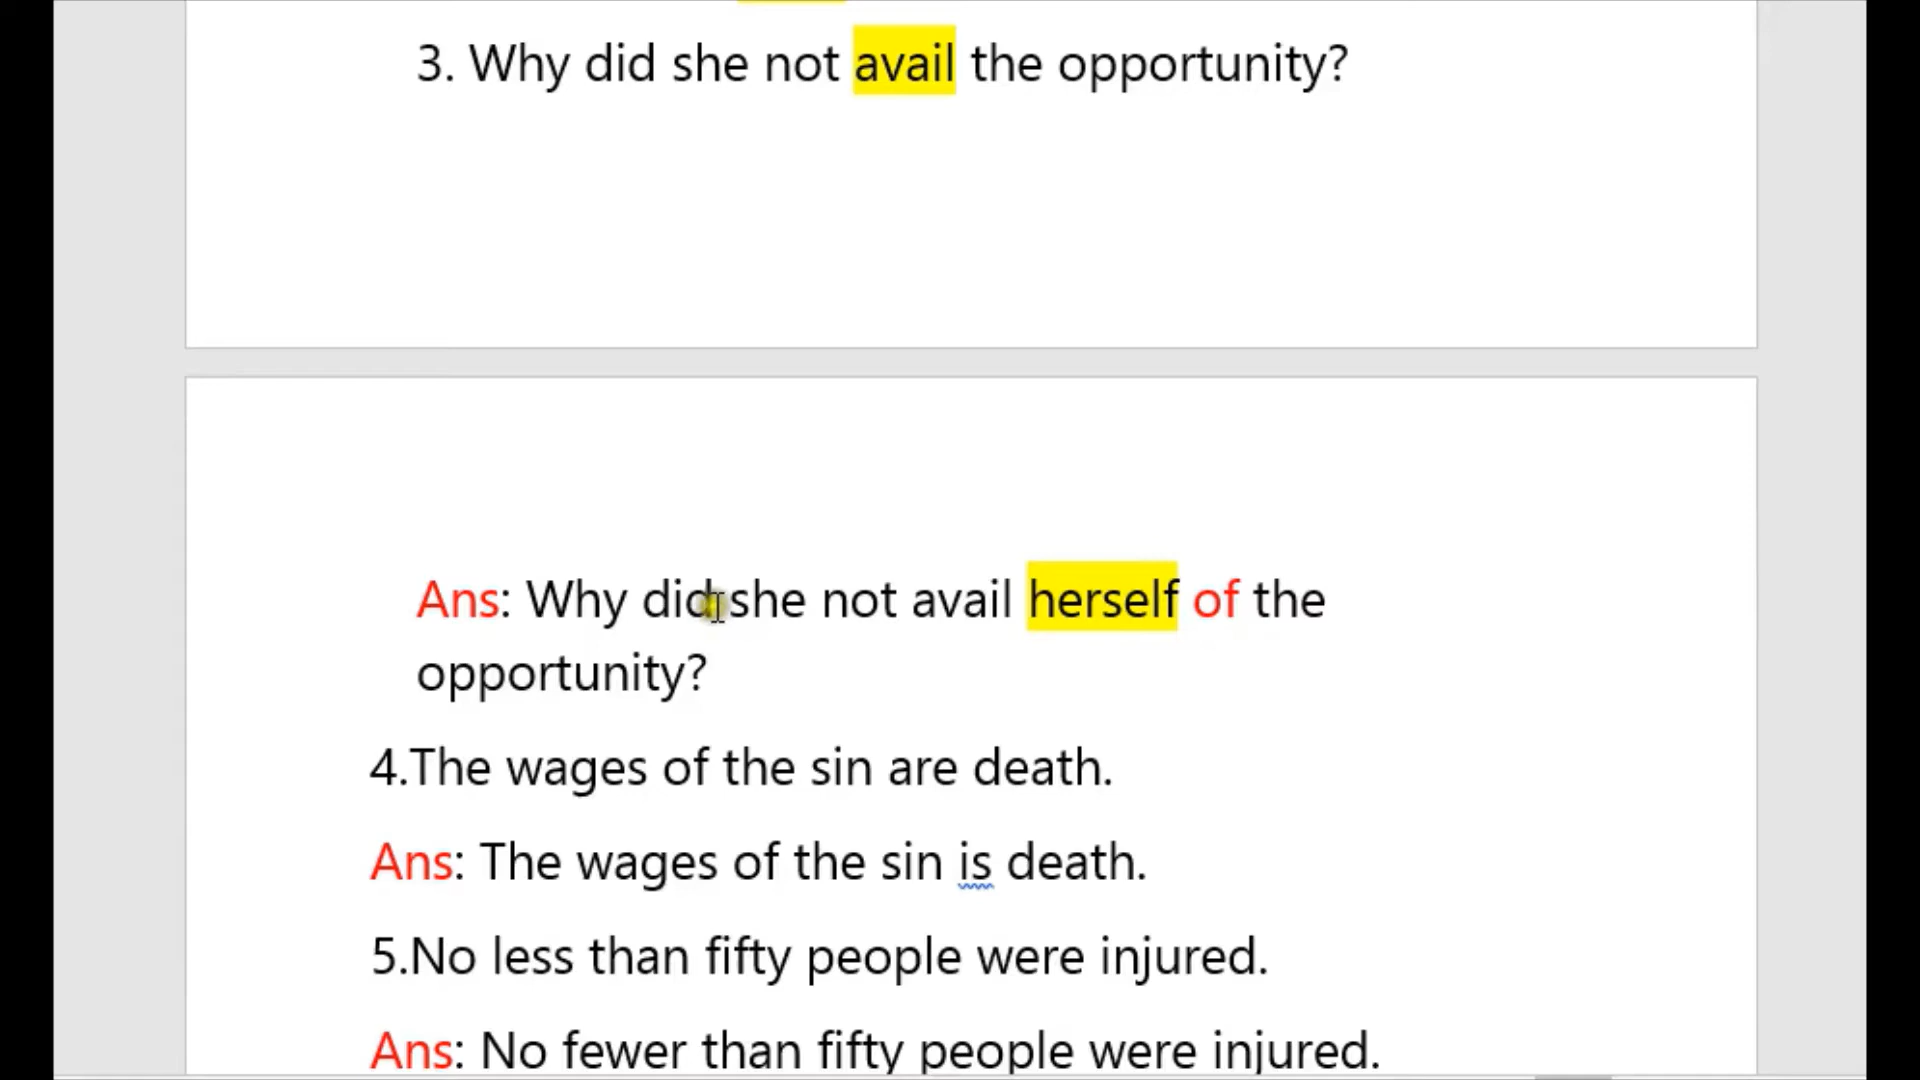 3. Why did she not avail the opportunity?
Ans: Why did she not avail herself of the
opportunity?
4.The wages of the sin are death.
Ans: The wages of the sin is death.
5.No less than fifty people were injured.
Ans: No fewer than fifty people were injured.